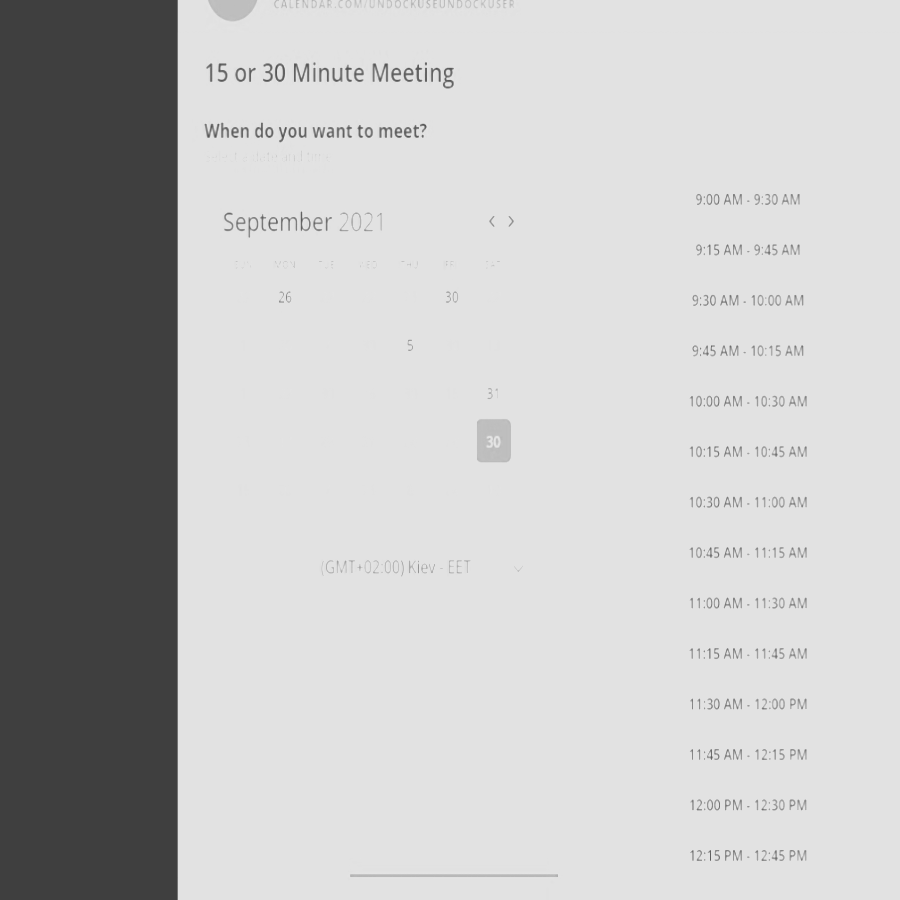 CALENDAR.COM/UNDOCKUSEUNDOCKUSER
15 or 30 Minute Meeting
When do you want to meet?
September 2021
MON TUE WED THU FRI SAT
26 30
5
31
30
(GMT+02:00) Kiev - EET
9:00 AM - 9:30 AM
9:15 AM - 9:45 AM
9:30 AM - 10:00 AM
9:45 AM - 10:15 AM
10:00 AM - 10:30 AM
10:15 AM - 10:45 AM
10:30 AM - 11:00 AM
10:45 AM - 11:15 AM
11:00 AM - 11:30 AM
11:15 AM - 11:45 AM
11:30 AM - 12:00 PM
11:45 AM - 12:15 PM
12:00 PM - 12:30 PM
12:15 PM - 12:45 PM